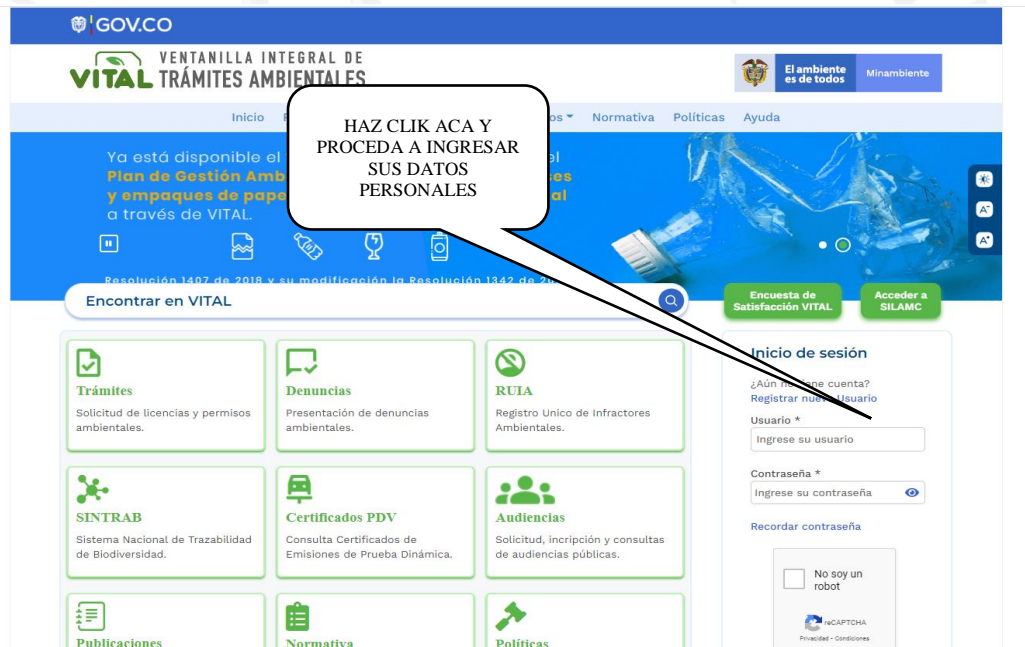 GOV.CO
VITAL
VENTANILLA INTEGRAL DE
TRÁMITES AMBIENTALES
El ambiente
es de todos
Minambiente
Inicio
Normativa
Políticas
Ayuda
HAZ CLIK ACA Y
PROCEDA A INGRESAR
SUS DATOS
PERSONALES
Ya está disponible el
Plan de Gestión
y empaques de
a través de VITAL.
Resolución 1407 de 2018 y su modificación la Resolución 1342 de
Encontrar en VITAL
Encuesta de
Satisfacción VITAL
Acceder a
SILAMC
A-
A+
Trámites
Solicitud de licencias y permisos
ambientales.
Denuncias
Presentación de denuncias
ambientales.
RUIA
Registro Unico de Infractores
Ambientales.
SINTRAB
Sistema Nacional de Trazabilidad
de Biodiversidad.
Certificados PDV
Consulta Certificados de
Emisiones de Prueba Dinámica.
Audiencias
Solicitud, incripción y consultas
de audiencias públicas.
Publicaciones
Normativa
Políticas
Inicio de sesión
¿Aún no tiene cuenta?
Registrar nuevo Usuario
Usuario *
Ingrese su usuario
Contraseña *
Ingrese su contraseña
Recordar contraseña
No soy un
robot
reCAPTCHA
Privacidad - Condiciones